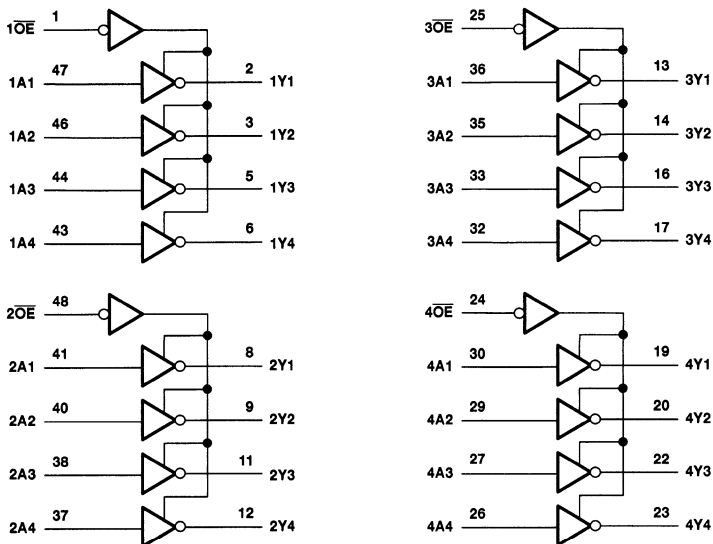 1OE 1
1A1 47 2 1Y1
1A2 46 3 1Y2
1A3 44 5 1Y3
1A4 43 6 1Y4
3OE 25
3A1 36 13 3Y1
3A2 35 14 3Y2
3A3 33 16 3Y3
3A4 32 17 3Y4
2OE 48
2A1 41 8 2Y1
2A2 40 9 2Y2
2A3 38 11 2Y3
2A4 37 12 2Y4
4OE 24
4A1 30 19 4Y1
4A2 29 20 4Y2
4A3 27 22 4Y3
4A4 26 23 4Y4